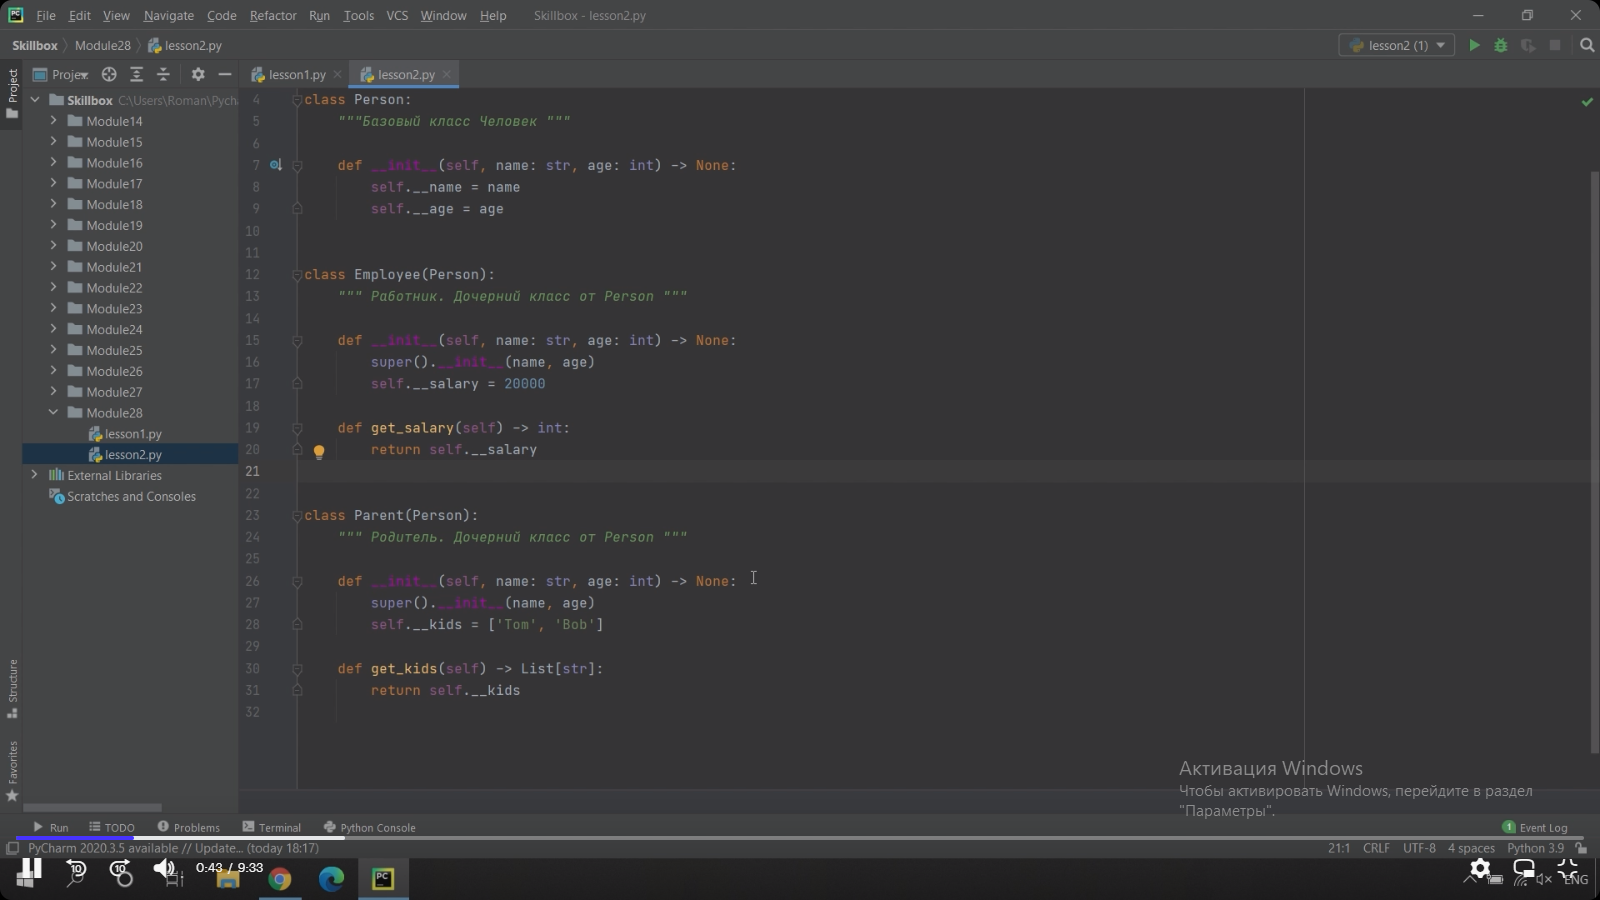 File Edit View Navigate Code Refactor Run Tools VCS Window Help Skillbox - lesson2.py
Skillbox Module28 lesson2.py lesson2 (1)
Project
lesson1.py lesson2.py
Skillbox C:\Users\Roman\Pych
Module14
Module15
Module16
Module17
Module18
Module19
Module20
Module21
Module22
Module23
Module24
Module25
Module26
Module27
Module28
lesson1.py
lesson2.py
External Libraries
Scratches and Consoles
Structure
Favorites
4 class Person:
5 """Базовый класс Человек """
6
7 def __init__(self, name: str, age: int) -> None:
8 self.__name = name
9 self.__age = age
10
11
12 class Employee(Person):
13 """ Работник. Дочерний класс от Person """
14
15 def __init__(self, name: str, age: int) -> None:
16 super().__init__(name, age)
17 self.__salary = 20000
18
19 def get_salary(self) -> int:
20 return self.__salary
21
22
23 class Parent(Person):
24 """ Родитель. Дочерний класс от Person """
25
26 def __init__(self, name: str, age: int) -> None:
27 super().__init__(name, age)
28 self.__kids = ['Tom', 'Bob']
29
30 def get_kids(self) -> List[str]:
31 return self.__kids
32
Активация Windows
Чтобы активировать Windows, перейдите в раздел
"Параметры".
Run TODO Problems Terminal Python Console 1 Event Log
PyCharm 2020.3.5 available // Update... (today 18:17) 21:1 CRLF UTF-8 4 spaces Python 3.9
10 10 0:43 / 9:33 ENG